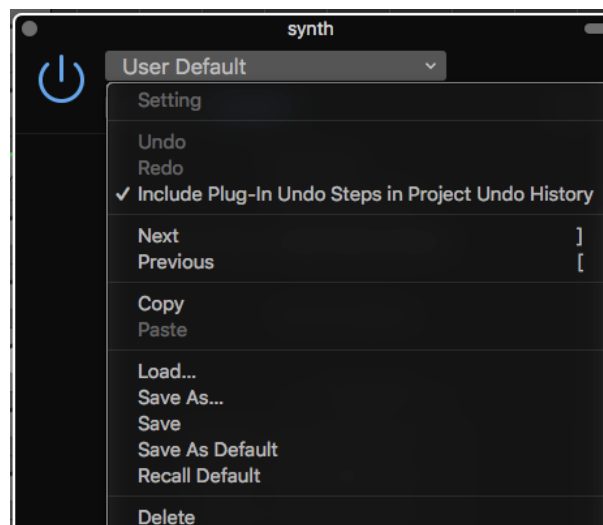 synth
User Default
Setting
Undo
Redo
✓ Include Plug-In Undo Steps in Project Undo History
Next ]
Previous [
Copy
Paste
Load...
Save As...
Save
Save As Default
Recall Default
Delete